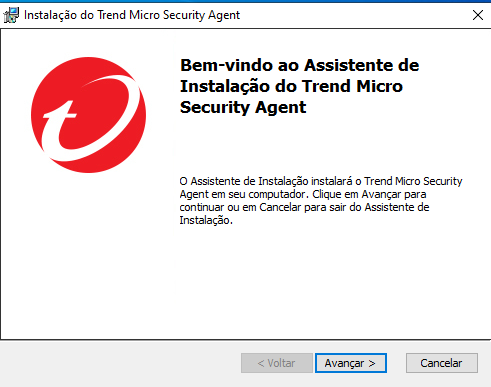 Instalação do Trend Micro Security Agent
Bem-vindo ao Assistente de
Instalação do Trend Micro
Security Agent
O Assistente de Instalação instalará o Trend Micro Security
Agent em seu computador. Clique em Avançar para
continuar ou em Cancelar para sair do Assistente de
Instalação.
< Voltar
Avançar >
Cancelar